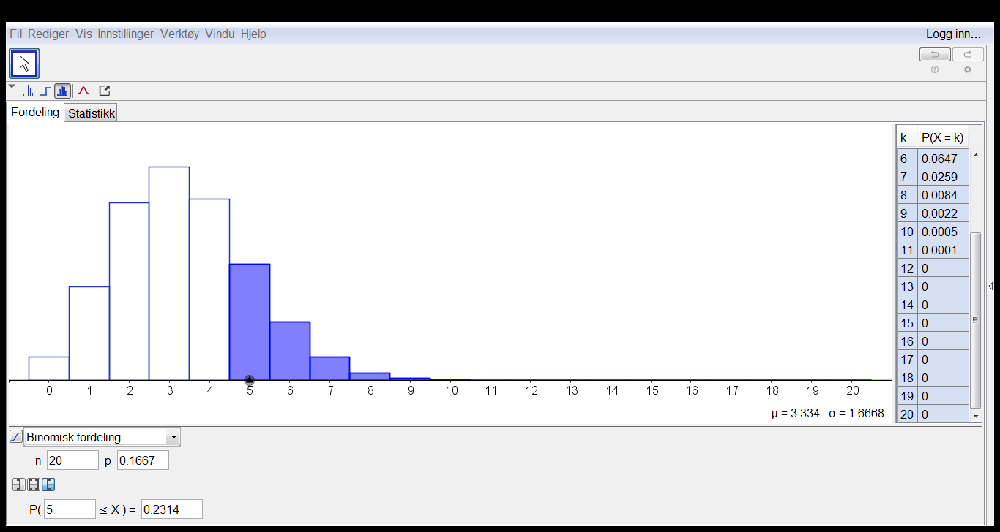 Fil Rediger Vis Innstillinger Verktøy Vindu Hjelp
Logg inn...
Fordeling Statistikk
k P(X = k)
6 0.0647
7 0.0259
8 0.0084
9 0.0022
10 0.0005
11 0.0001
12 0
13 0
14 0
15 0
16 0
17 0
18 0
19 0
20 0
0 1 2 3 4 5 6 7 8 9 10 11 12 13 14 15 16 17 18 19 20
μ = 3.334 σ = 1.6668
Binomisk fordeling
n 20 p 0.1667
P( 5 ≤ X ) = 0.2314